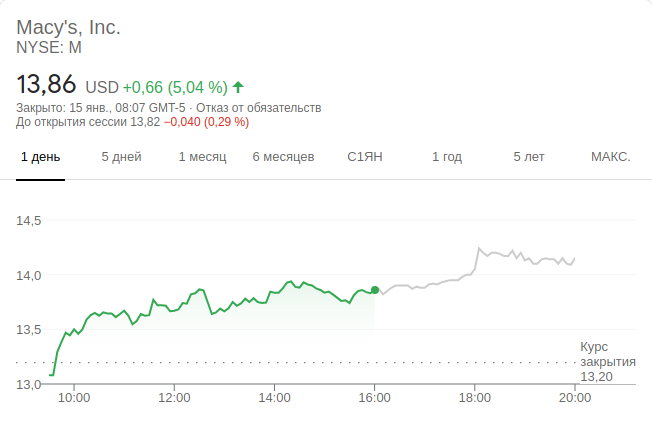 Macy's, Inc.
NYSE: M
13,86 USD +0,66 (5,04 %)
Закрыто: 15 янв., 08:07 GMT-5 · Отказ от обязательств
До открытия сессии 13,82 −0,040 (0,29 %)
1 день 5 дней 1 месяц 6 месяцев С1ЯН 1 год 5 лет МАКС.
14,5
14,0
13,5
Курс
закрытия
13,20
13,0
10:00 12:00 14:00 16:00 18:00 20:00